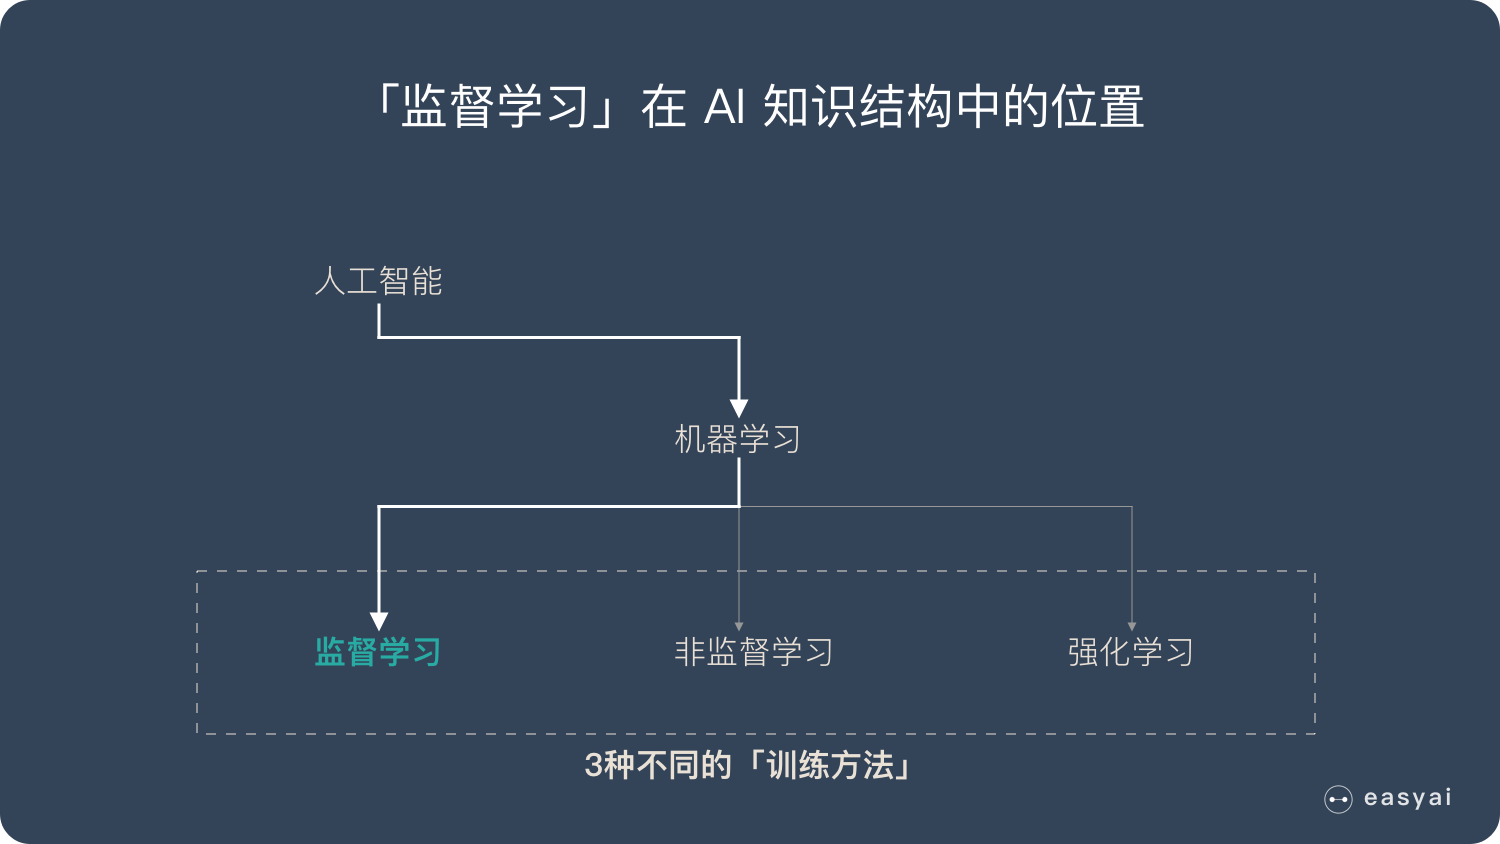 「监督学习」在 AI 知识结构中的位置
人工智能
机器学习
监督学习
非监督学习
强化学习
3种不同的「训练方法」
easyai